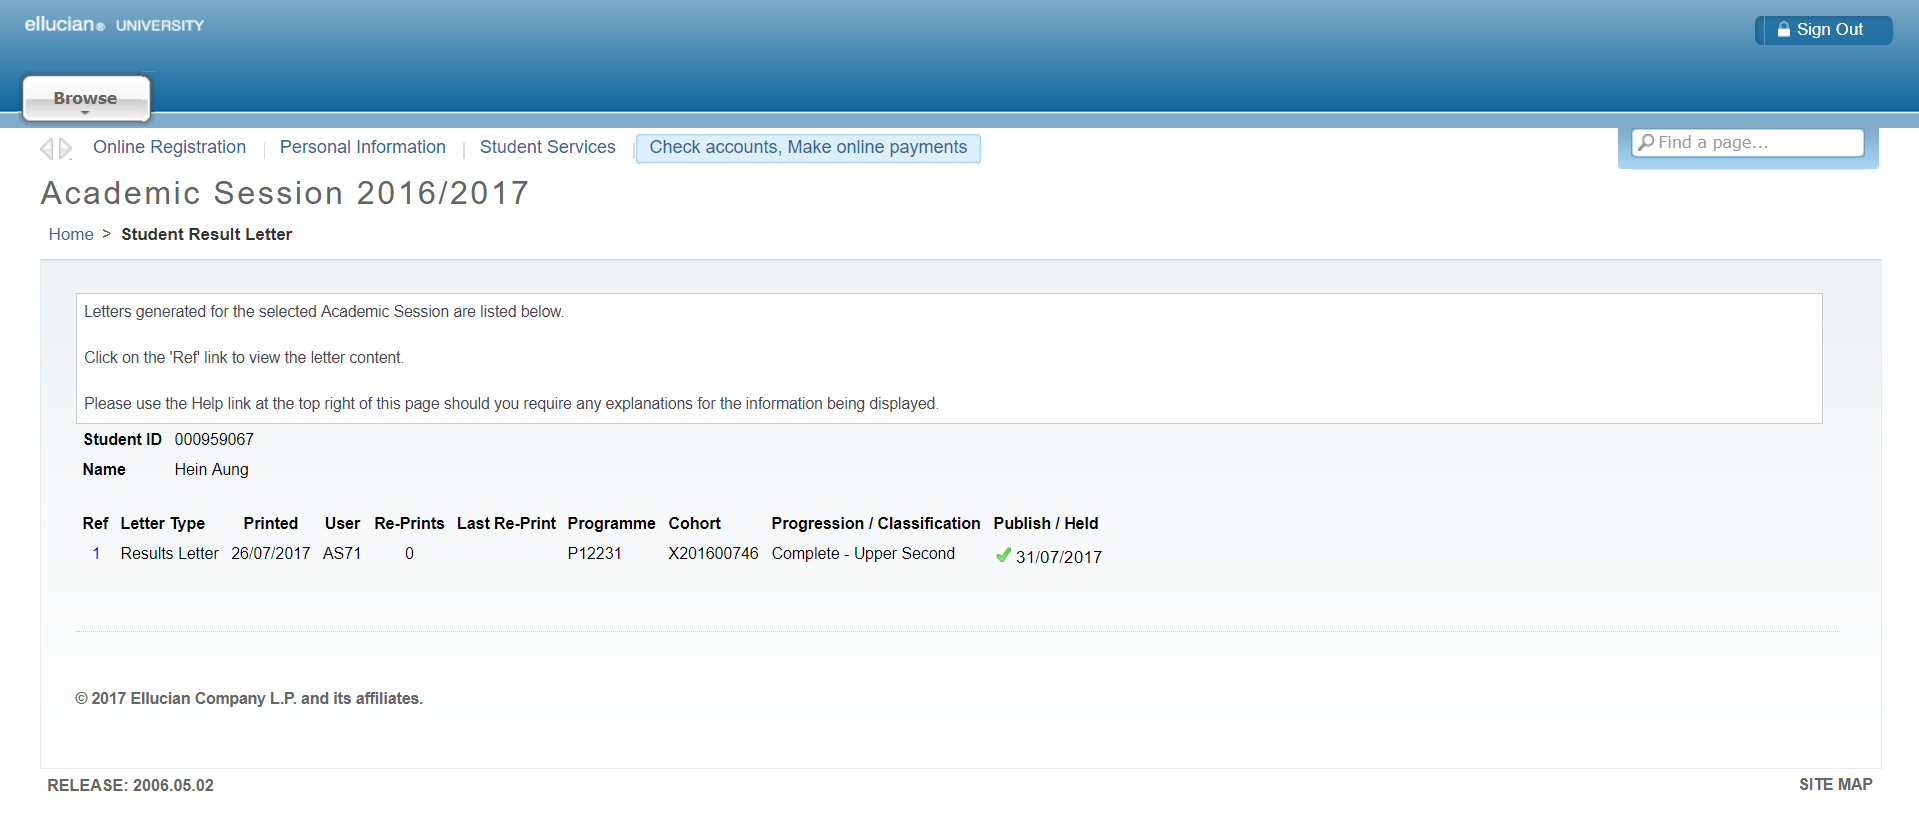 ellucian® UNIVERSITY
Sign Out
Browse
Online Registration | Personal Information | Student Services | Check accounts, Make online payments
Find a page...
Academic Session 2016/2017
Home > Student Result Letter
Letters generated for the selected Academic Session are listed below.
Click on the 'Ref' link to view the letter content.
Please use the Help link at the top right of this page should you require any explanations for the information being displayed.
Student ID 000959067
Name Hein Aung
Ref Letter Type Printed User Re-Prints Last Re-Print Programme Cohort Progression / Classification Publish / Held
1 Results Letter 26/07/2017 AS71 0 P12231 X201600746 Complete - Upper Second 31/07/2017
© 2017 Ellucian Company L.P. and its affiliates.
RELEASE: 2006.05.02
SITE MAP